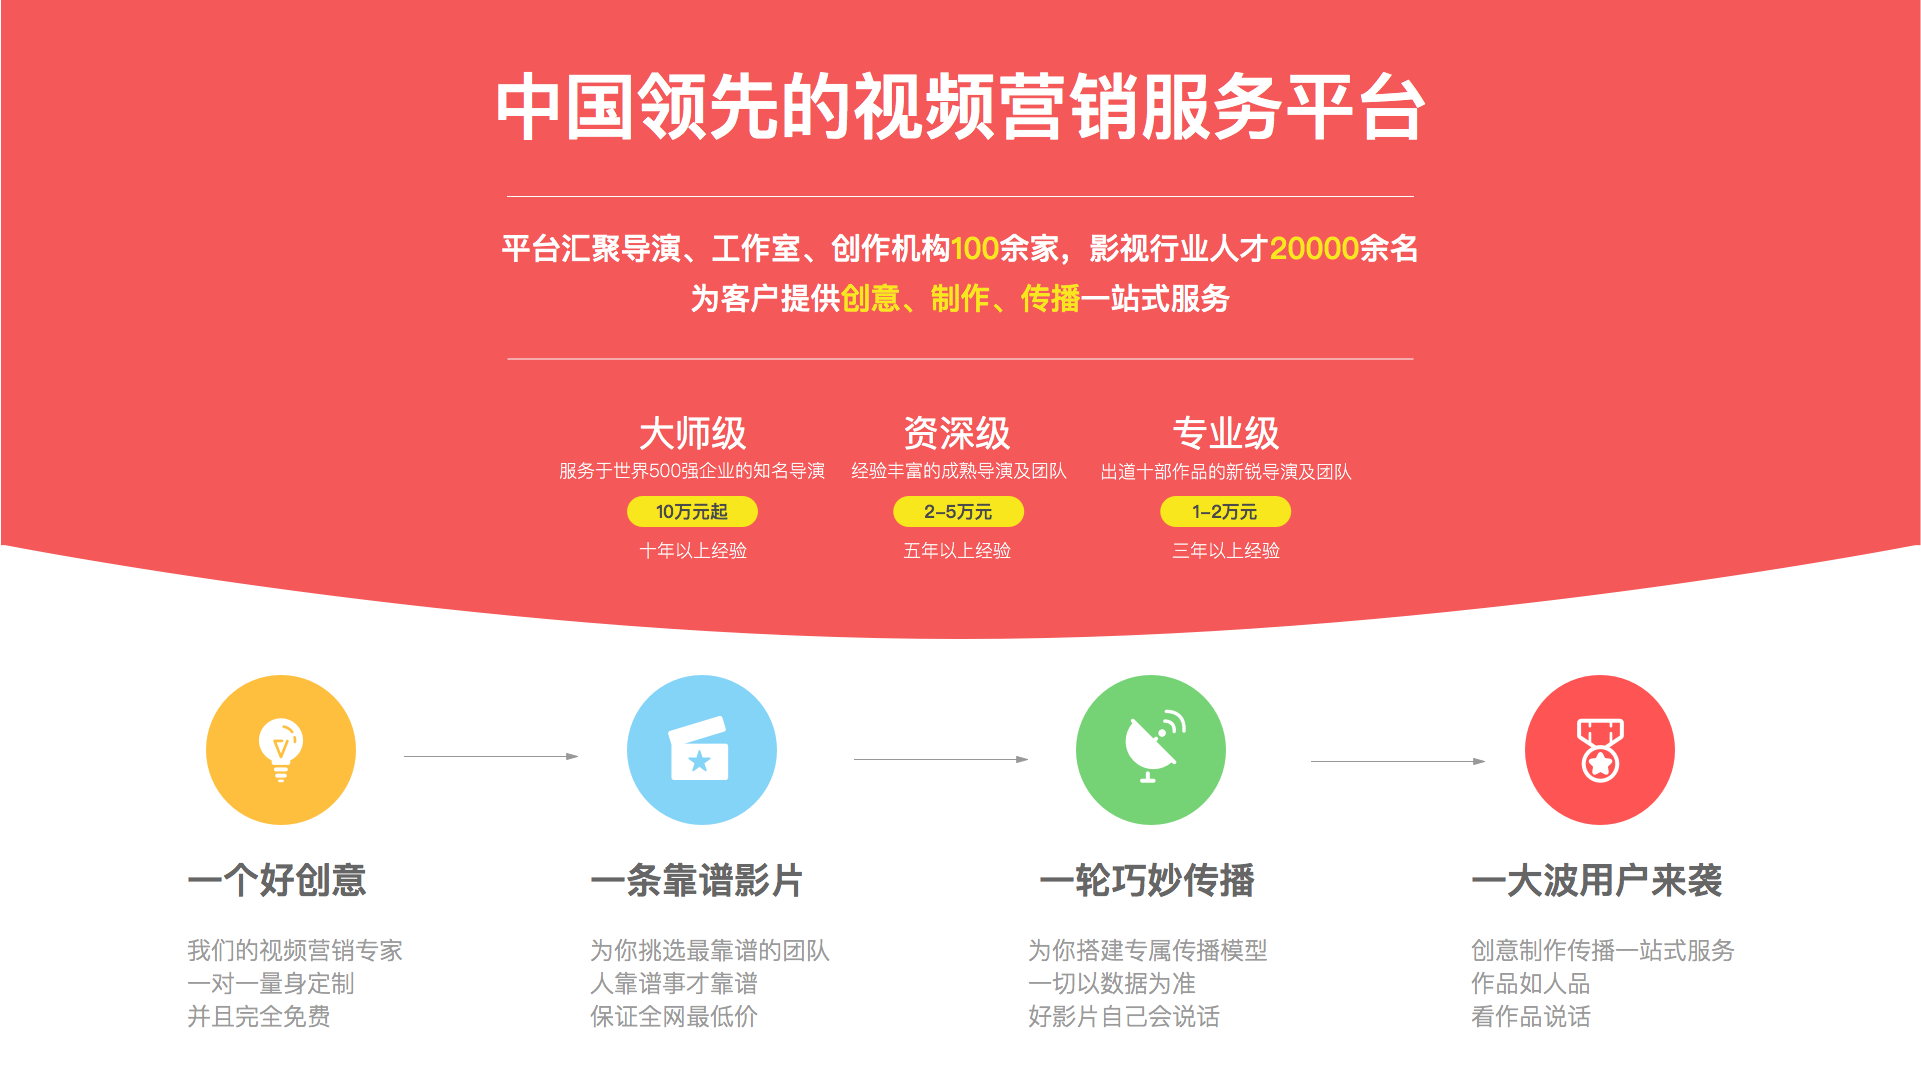 中国领先的视频营销服务平台
平台汇聚导演、工作室、创作机构100余家，影视行业人才20000余名
为客户提供创意、制作、传播一站式服务
大师级
服务于世界500强企业的知名导演
10万元起
十年以上经验
资深级
经验丰富的成熟导演及团队
2-5万元
五年以上经验
专业级
出道十部作品的新锐导演及团队
1-2万元
三年以上经验
一个好创意
我们的视频营销专家
一对一量身定制
并且完全免费
一条靠谱影片
为你挑选最靠谱的团队
人靠谱事才靠谱
保证全网最低价
一轮巧妙传播
为你搭建专属传播模型
一切以数据为准
好影片自己会说话
一大波用户来袭
创意制作传播一站式服务
作品如人品
看作品说话